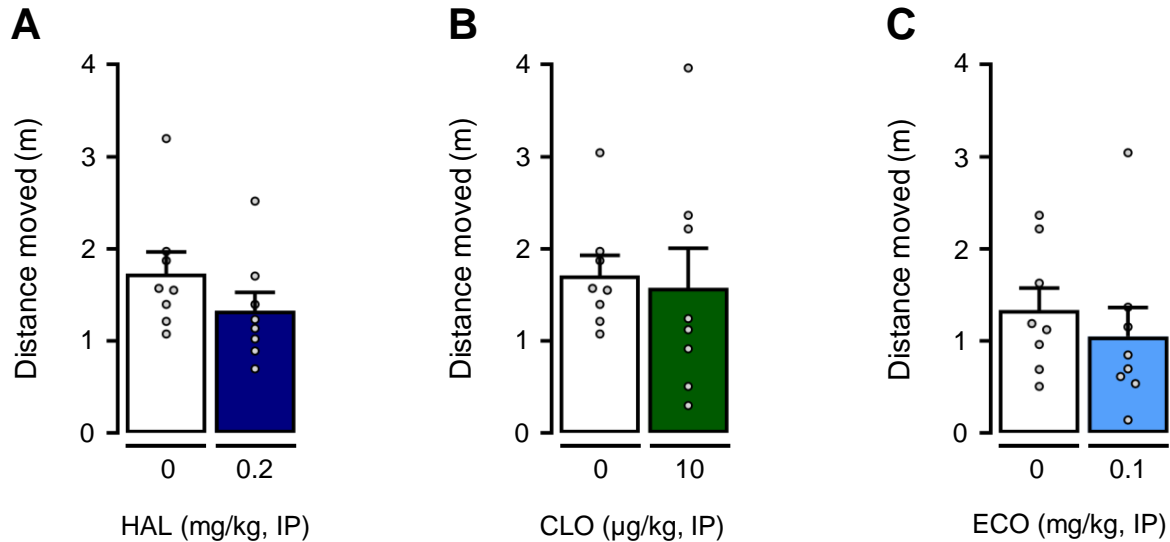 A
Distance moved (m)
4
3
2
1
0
0
0.2
HAL (mg/kg, IP)
B
Distance moved (m)
4
3
2
1
0
0
10
CLO (µg/kg, IP)
C
Distance moved (m)
4
3
2
1
0
0
0.1
ECO (mg/kg, IP)